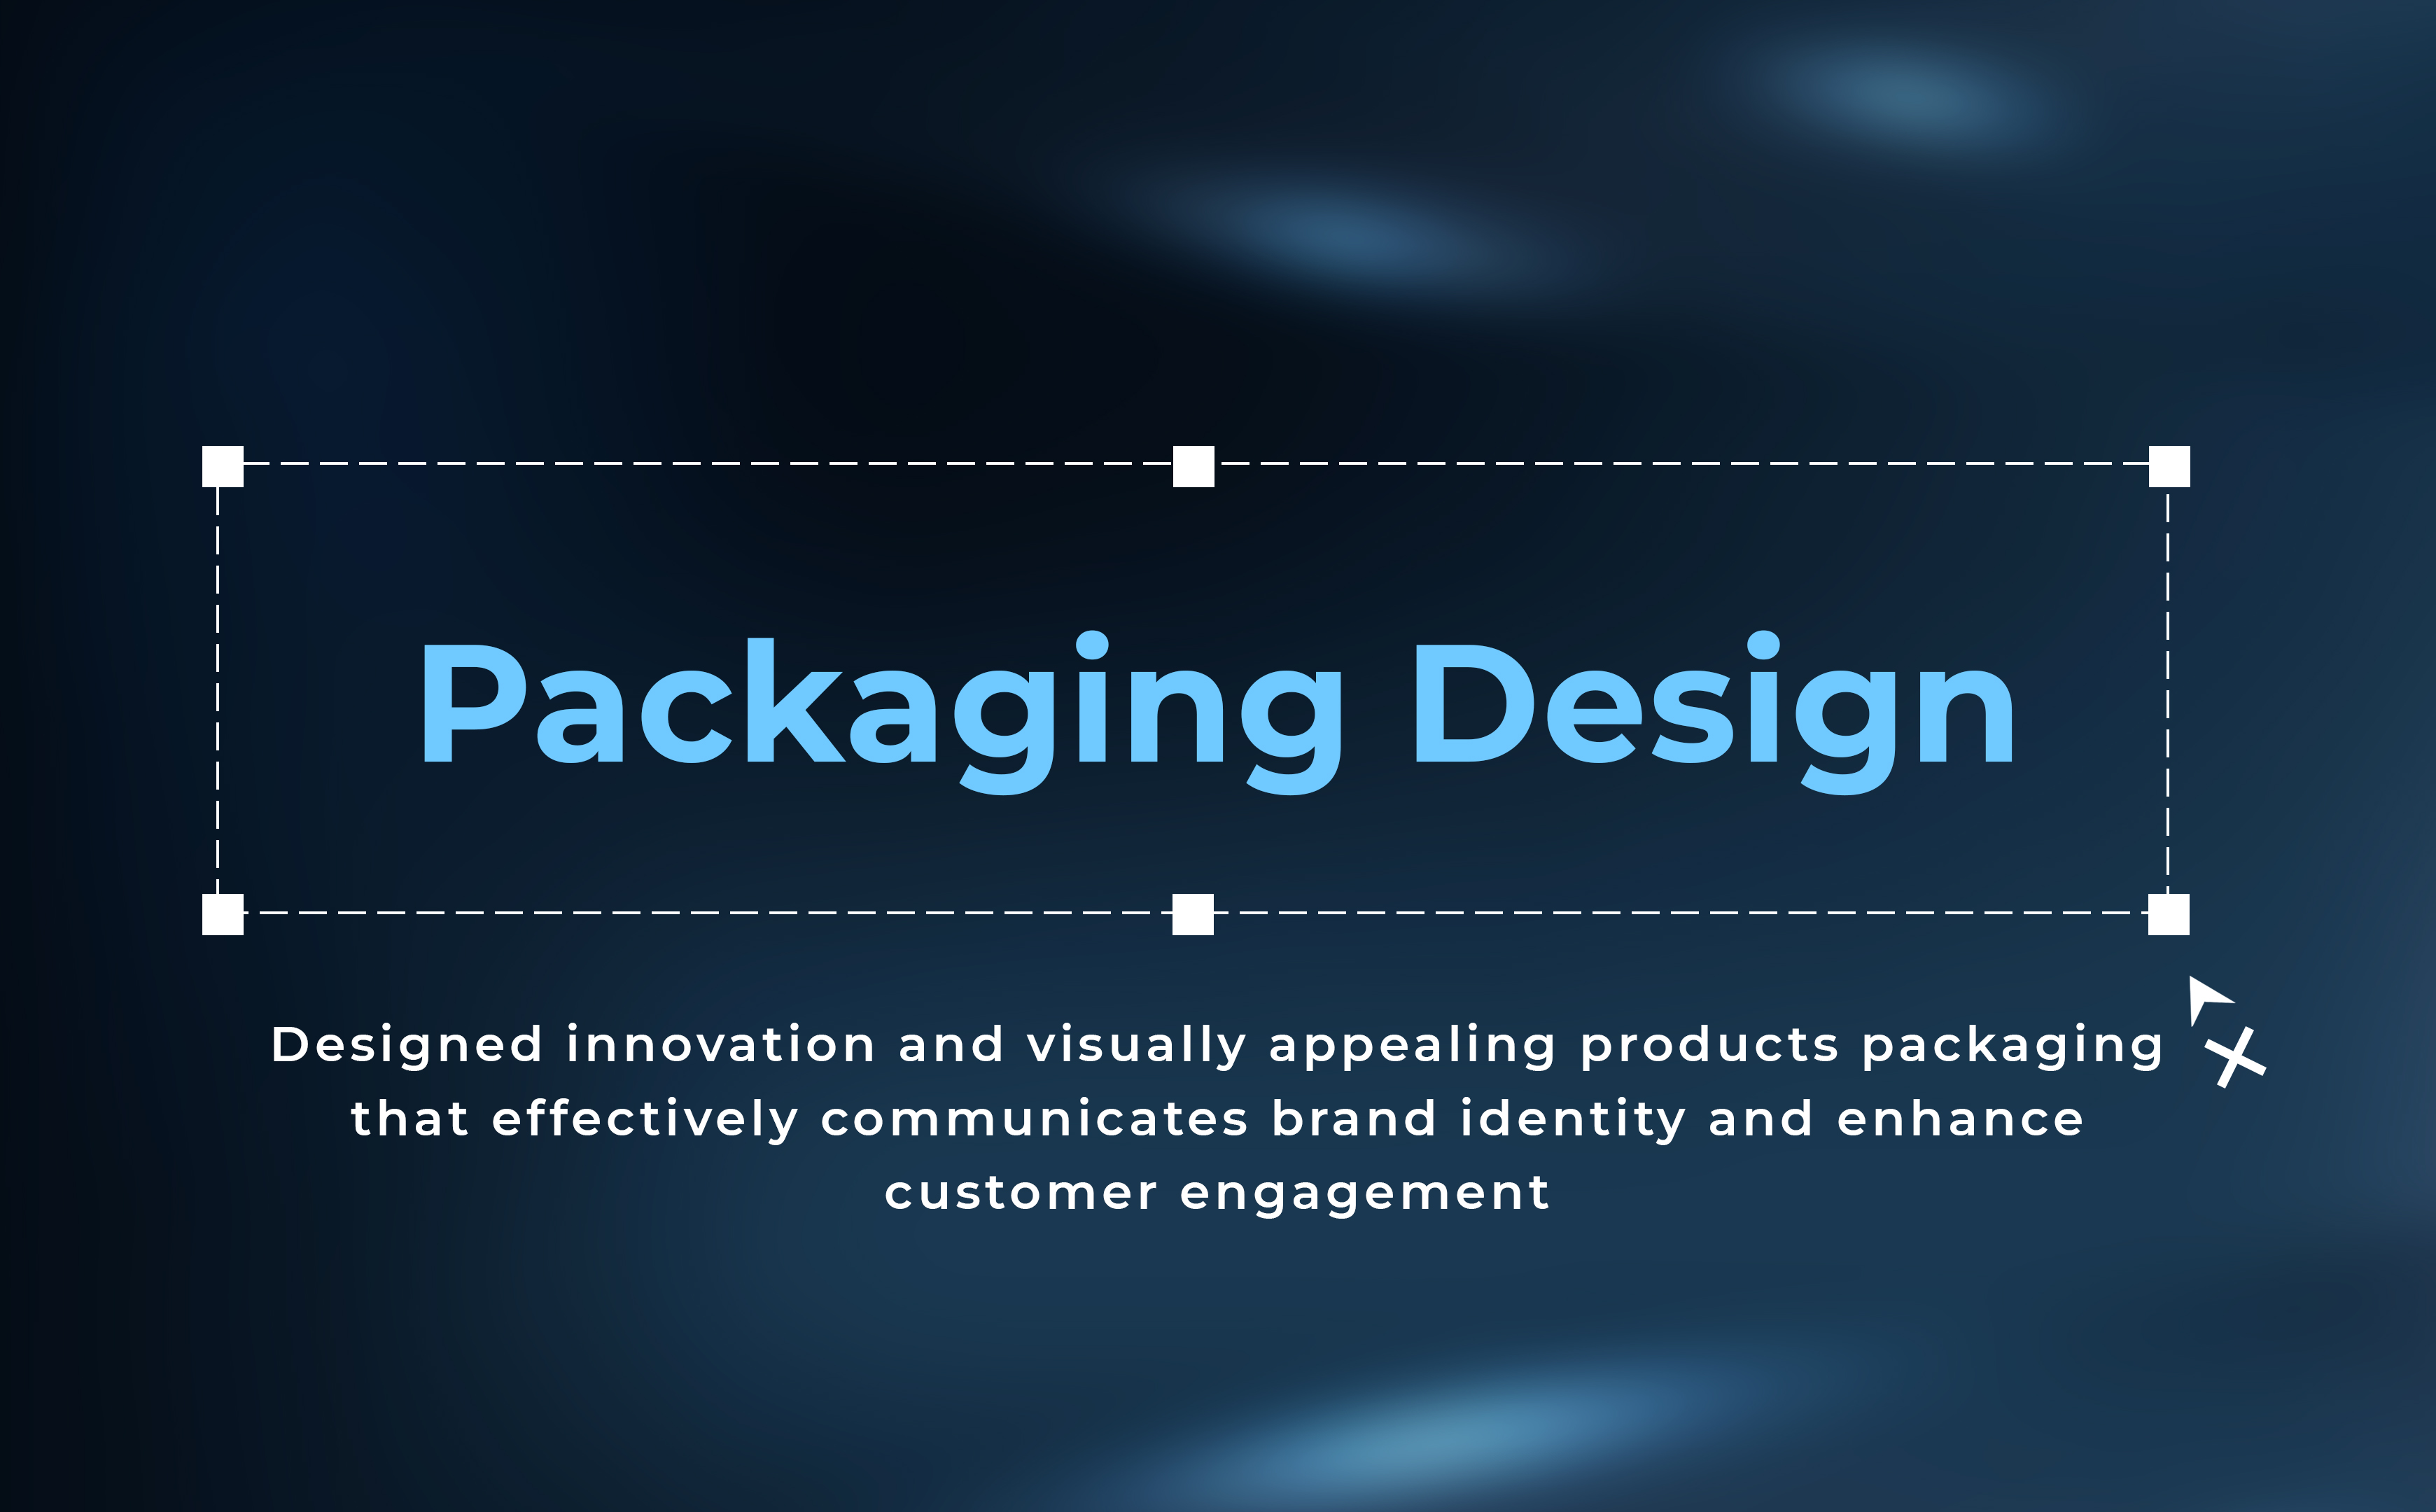 Packaging Design
Designed innovation and visually appealing products packaging
that effectively communicates brand identity and enhance
customer engagement